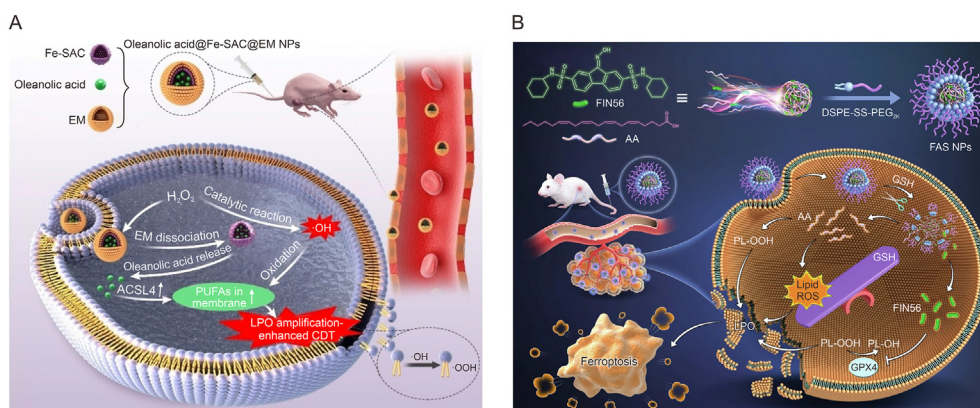 A
Fe-SAC
Oleanolic acid
EM
Oleanolic acid@Fe-SAC@EM NPs
H₂O₂
Catalytic reaction
·OH
EM dissociation
Oleanolic acid release
Oxidation
ACSL4↑
PUFAs in
membrane ↑
LPO amplification-
enhanced CDT
·OH
·OOH
B
OH
N
FIN56
≡
DSPE-SS-PEG₂ₖ
FAS NPs
AA
GSH
AA
PL-OOH
GSH
Lipid
ROS
FIN56
LPO
PL-OOH
PL-OH
GPX4
Ferroptosis